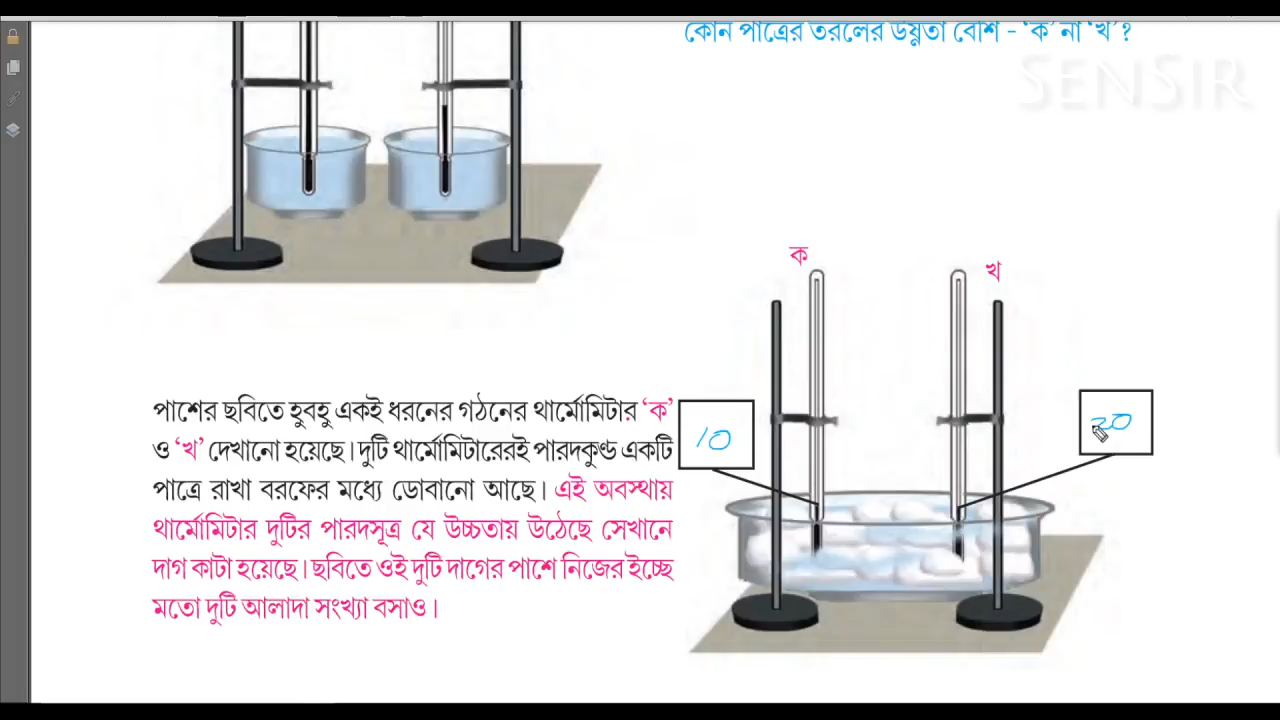 কোন পাত্রের তরলের উষ্ণতা বেশি - ‘ক’ না ‘খ’ ?
SENSIR
ক
খ
পাশের ছবিতে হুবহু একই ধরনের গঠনের থার্মোমিটার ‘ক’
ও ‘খ’ দেখানো হয়েছে। দুটি থার্মোমিটারেরই পারদকুণ্ড একটি
পাত্রে রাখা বরফের মধ্যে ডোবানো আছে। এই অবস্থায়
থার্মোমিটার দুটির পারদসূত্র যে উচ্চতায় উঠেছে সেখানে
দাগ কাটা হয়েছে। ছবিতে ওই দুটি দাগের পাশে নিজের ইচ্ছে
মতো দুটি আলাদা সংখ্যা বসাও।
10
20